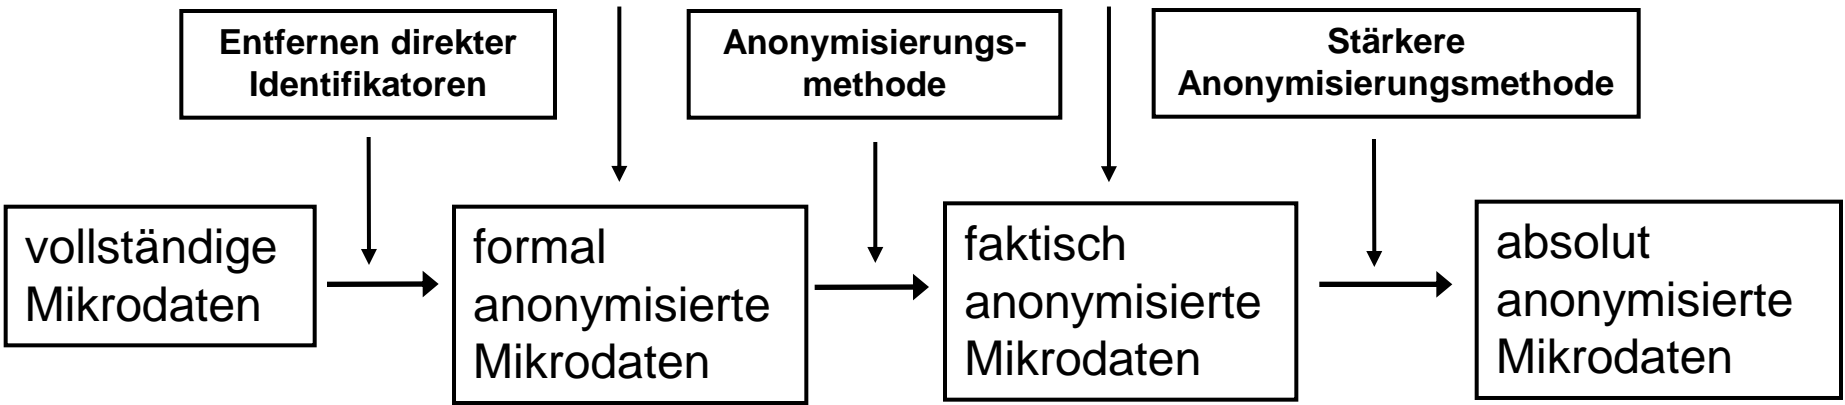 Entfernen direkter
Identifikatoren
Anonymisierungs-
methode
Stärkere
Anonymisierungsmethode
vollständige
Mikrodaten
formal
anonymisierte
Mikrodaten
faktisch
anonymisierte
Mikrodaten
absolut
anonymisierte
Mikrodaten